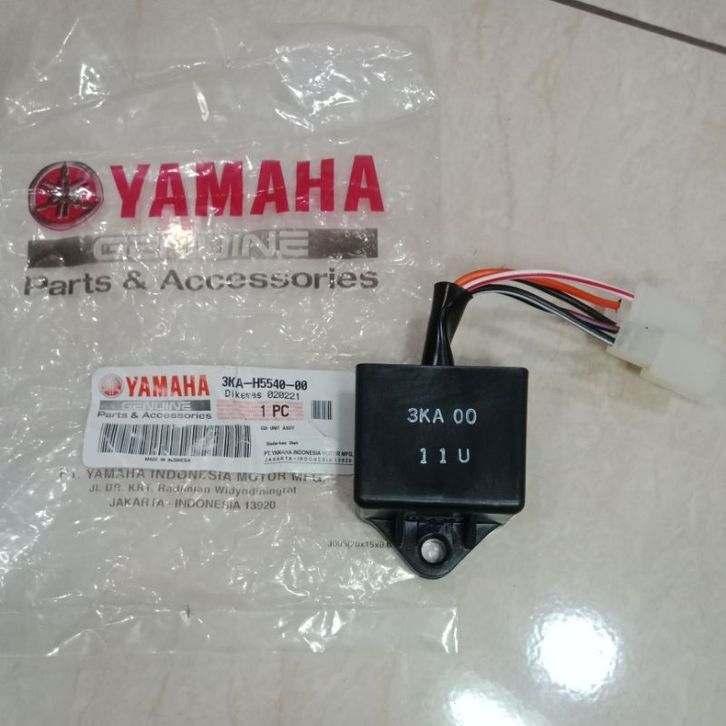 YAMAHA
GENUINE
Parts & Accessories
YAMAHA
GENUINE
Parts & Accessories
MADE IN INDONESIA
3KA-H5540-00
Dikemas 020221
1 PC
CDI UNIT ASSY
PT. YAMAHA INDONESIA MOTOR MFG.
JAKARTA - INDONESIA 13920
PT. YAMAHA INDONESIA MOTOR MFG.
JL. DR. KRT. Radjiman Widyodiningrat
JAKARTA - INDONESIA 13920
3KA 00
11U